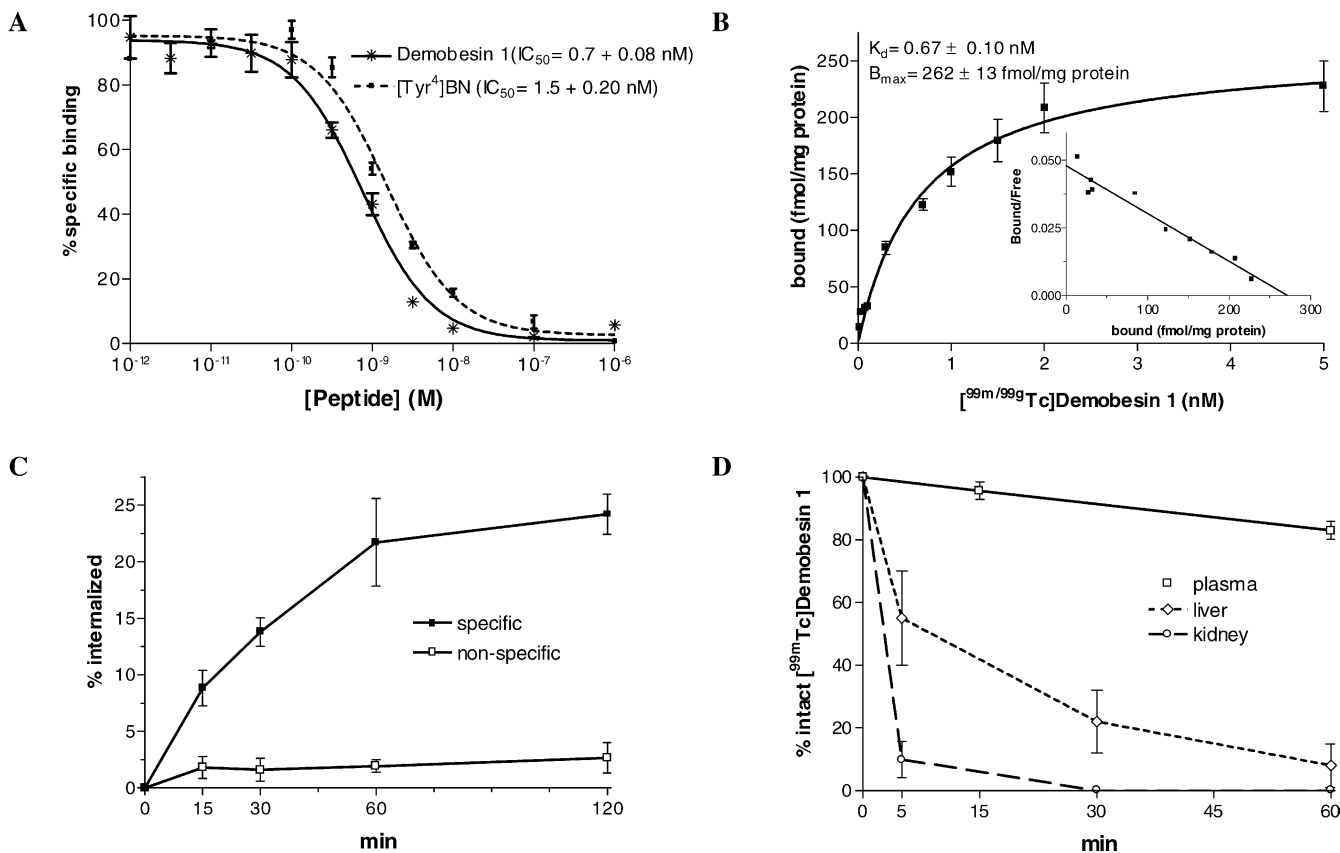 A
100
80
60
40
20
0
%specific binding
Demobesin 1(IC50= 0.7 + 0.08 nM)
[Tyr4]BN (IC50= 1.5 + 0.20 nM)
10-12
10-11
10-10
10-9
10-8
10-7
10-6
[Peptide] (M)
B
Kd= 0.67 ± 0.10 nM
Bmax= 262 ± 13 fmol/mg protein
250
200
150
100
50
0
bound (fmol/mg protein)
0 1 2 3 4 5
[99m/99gTc]Demobesin 1 (nM)
0.050
0.025
0.000
Bound/Free
0 100 200 300
bound (fmol/mg protein)
C
25
20
15
10
5
0
% internalized
specific
non-specific
0 15 30 60 120
min
D
100
80
60
40
20
0
% intact [99mTc]Demobesin 1
plasma
liver
kidney
0 5 15 30 45 60
min